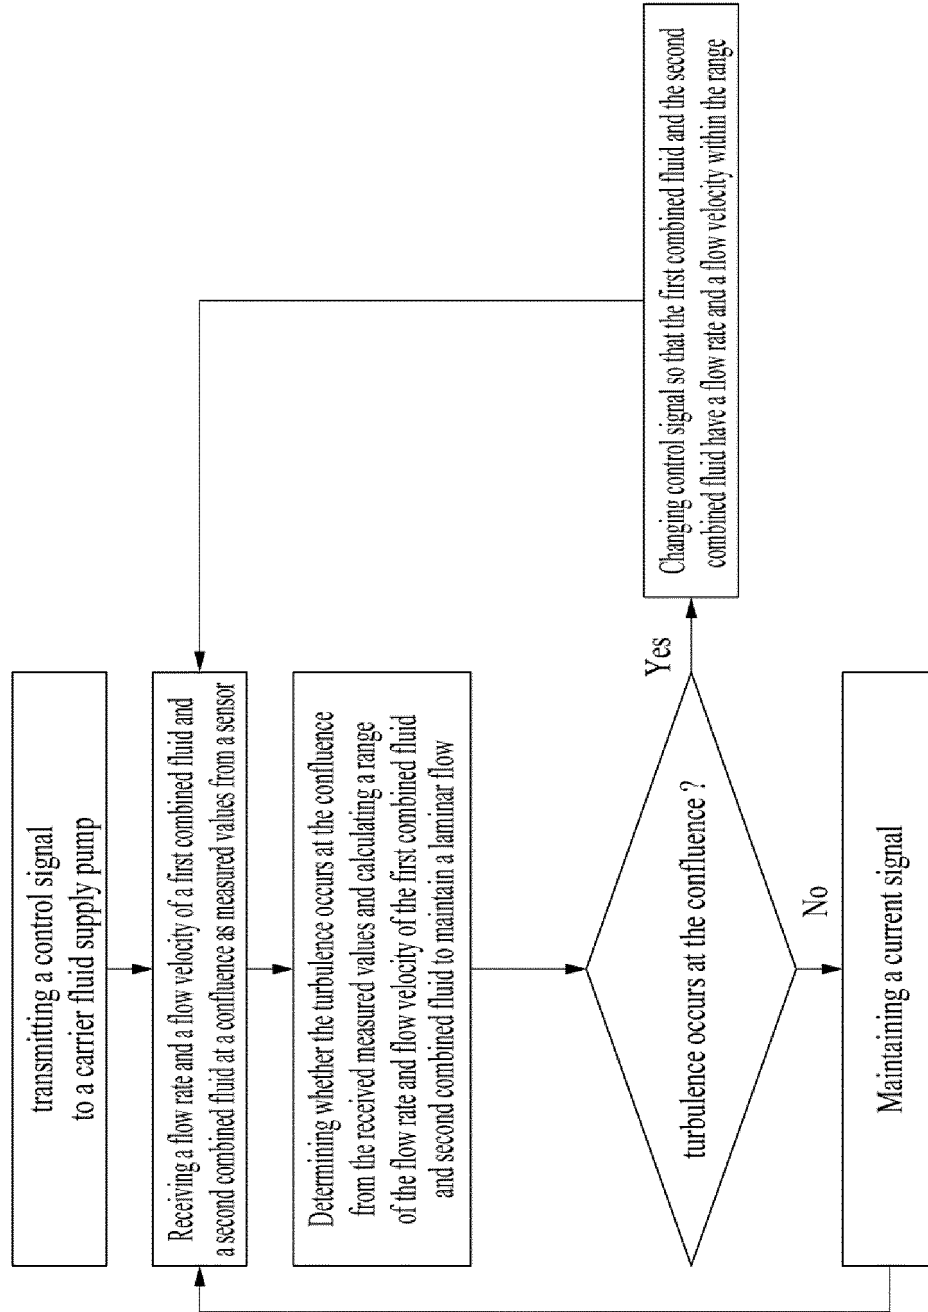 transmitting a control signal
to a carrier fluid supply pump
Receiving a flow rate and a flow velocity of a first combined fluid and
a second combined fluid at a confluence as measured values from a sensor
Determining whether the turbulence occurs at the confluence
from the received measured values and calculating a range
of the flow rate and flow velocity of the first combined fluid
and second combined fluid to maintain a laminar flow
turbulence occurs at the confluence ?
Yes
Changing control signal so that the first combined fluid and the second
combined fluid have a flow rate and a flow velocity within the range
No
Maintaining a current signal